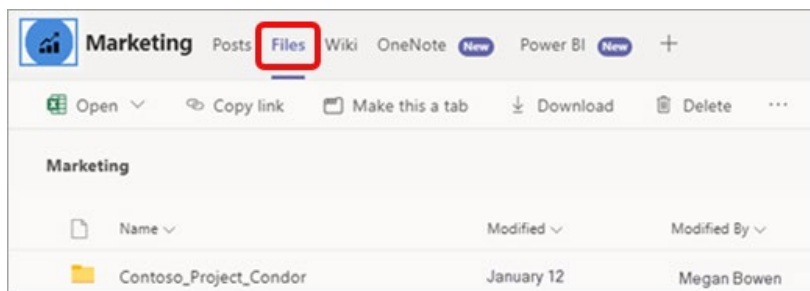 Marketing Posts Files Wiki OneNote New Power BI New +
Open Copy link Make this a tab Download Delete ...
Marketing
Name Modified Modified By
Contoso_Project_Condor January 12 Megan Bowen